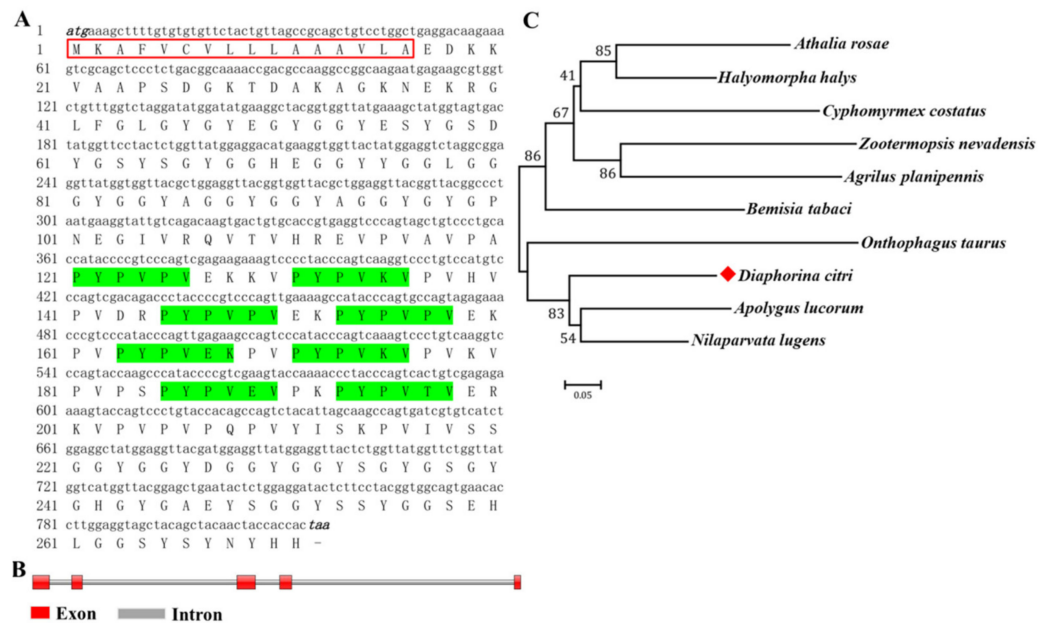 A
1 atgaaagcttttgtgtgtgttctactgttagccgcagctgtcctggctgaggacaagaaa
1 M K A F V C V L L L A A A V L A E D K K
61 gtcgcagctccctctgacggcaaaaccgacgccaaggccggcaagaatgagaagcgtggt
21 V A A P S D G K T D A K A G K N E K R G
121 ctgtttggtctaggatatggatatgaaggctacggtggttatgaaagctatggtagtgac
41 L F G L G Y G Y E G Y G G Y E S Y G S D
181 tatggttcctactctggttatggaggacatgaaggtggttactatggaggtctaggcgga
61 Y G S Y S G Y G G H E G G Y Y G G L G G
241 ggttatggtggttacgctggaggttacggtggttacgctggaggttacggttacggccct
81 G Y G G Y A G G Y G G Y A G G Y G Y G P
301 aatgaaggtattgtcagacaagtgactgtgcaccgtgaggtcccagtagctgtccctgca
101 N E G I V R Q V T V H R E V P V A V P A
361 ccataccccgtcccagtcgagaagaaagtcccctacccagtcaaggtccctgtccatgtc
121 P Y P V P V E K K V P Y P V K V P V H V
421 ccagtcgacagaccctaccccgtcccagttgaaaagccatacccagtgccagtagagaaa
141 P V D R P Y P V P V E K P Y P V P V E K
481 cccgtcccatacccagttgagaagccagtcccatacccagtcaaagtccctgtcaaggtc
161 P V P Y P V E K P V P Y P V K V P V K V
541 ccagtaccaagcccataccccgtcgaagtaccaaaaccctacccagtcactgtcgagaga
181 P V P S P Y P V E V P K P Y P V T V E R
601 aaagtaccagtccctgtaccacagccagtctacattagcaagccagtgatcgtgtcatct
201 K V P V P V P Q P V Y I S K P V I V S S
661 ggaggctatggaggttacgatggaggttatggaggttactctggttatggttctggttat
221 G G Y G G Y D G G Y G G Y S G Y G S G Y
721 ggtcatggttacggagctgaatactctggaggatactcttcctacggtggcagtgaacac
241 G H G Y G A E Y S G G Y S S Y G G S E H
781 cttggaggtagctacagctacaactaccaccactaa
261 L G G S Y S Y N Y H H -
B
Exon Intron
C
85 Athalia rosae
Halyomorpha halys
41
Cyphomyrmex costatus
67
Zootermopsis nevadensis
86 Agrilus planipennis
86
Bemisia tabaci
Onthophagus taurus
Diaphorina citri
83 Apolygus lucorum
54 Nilaparvata lugens
0.05